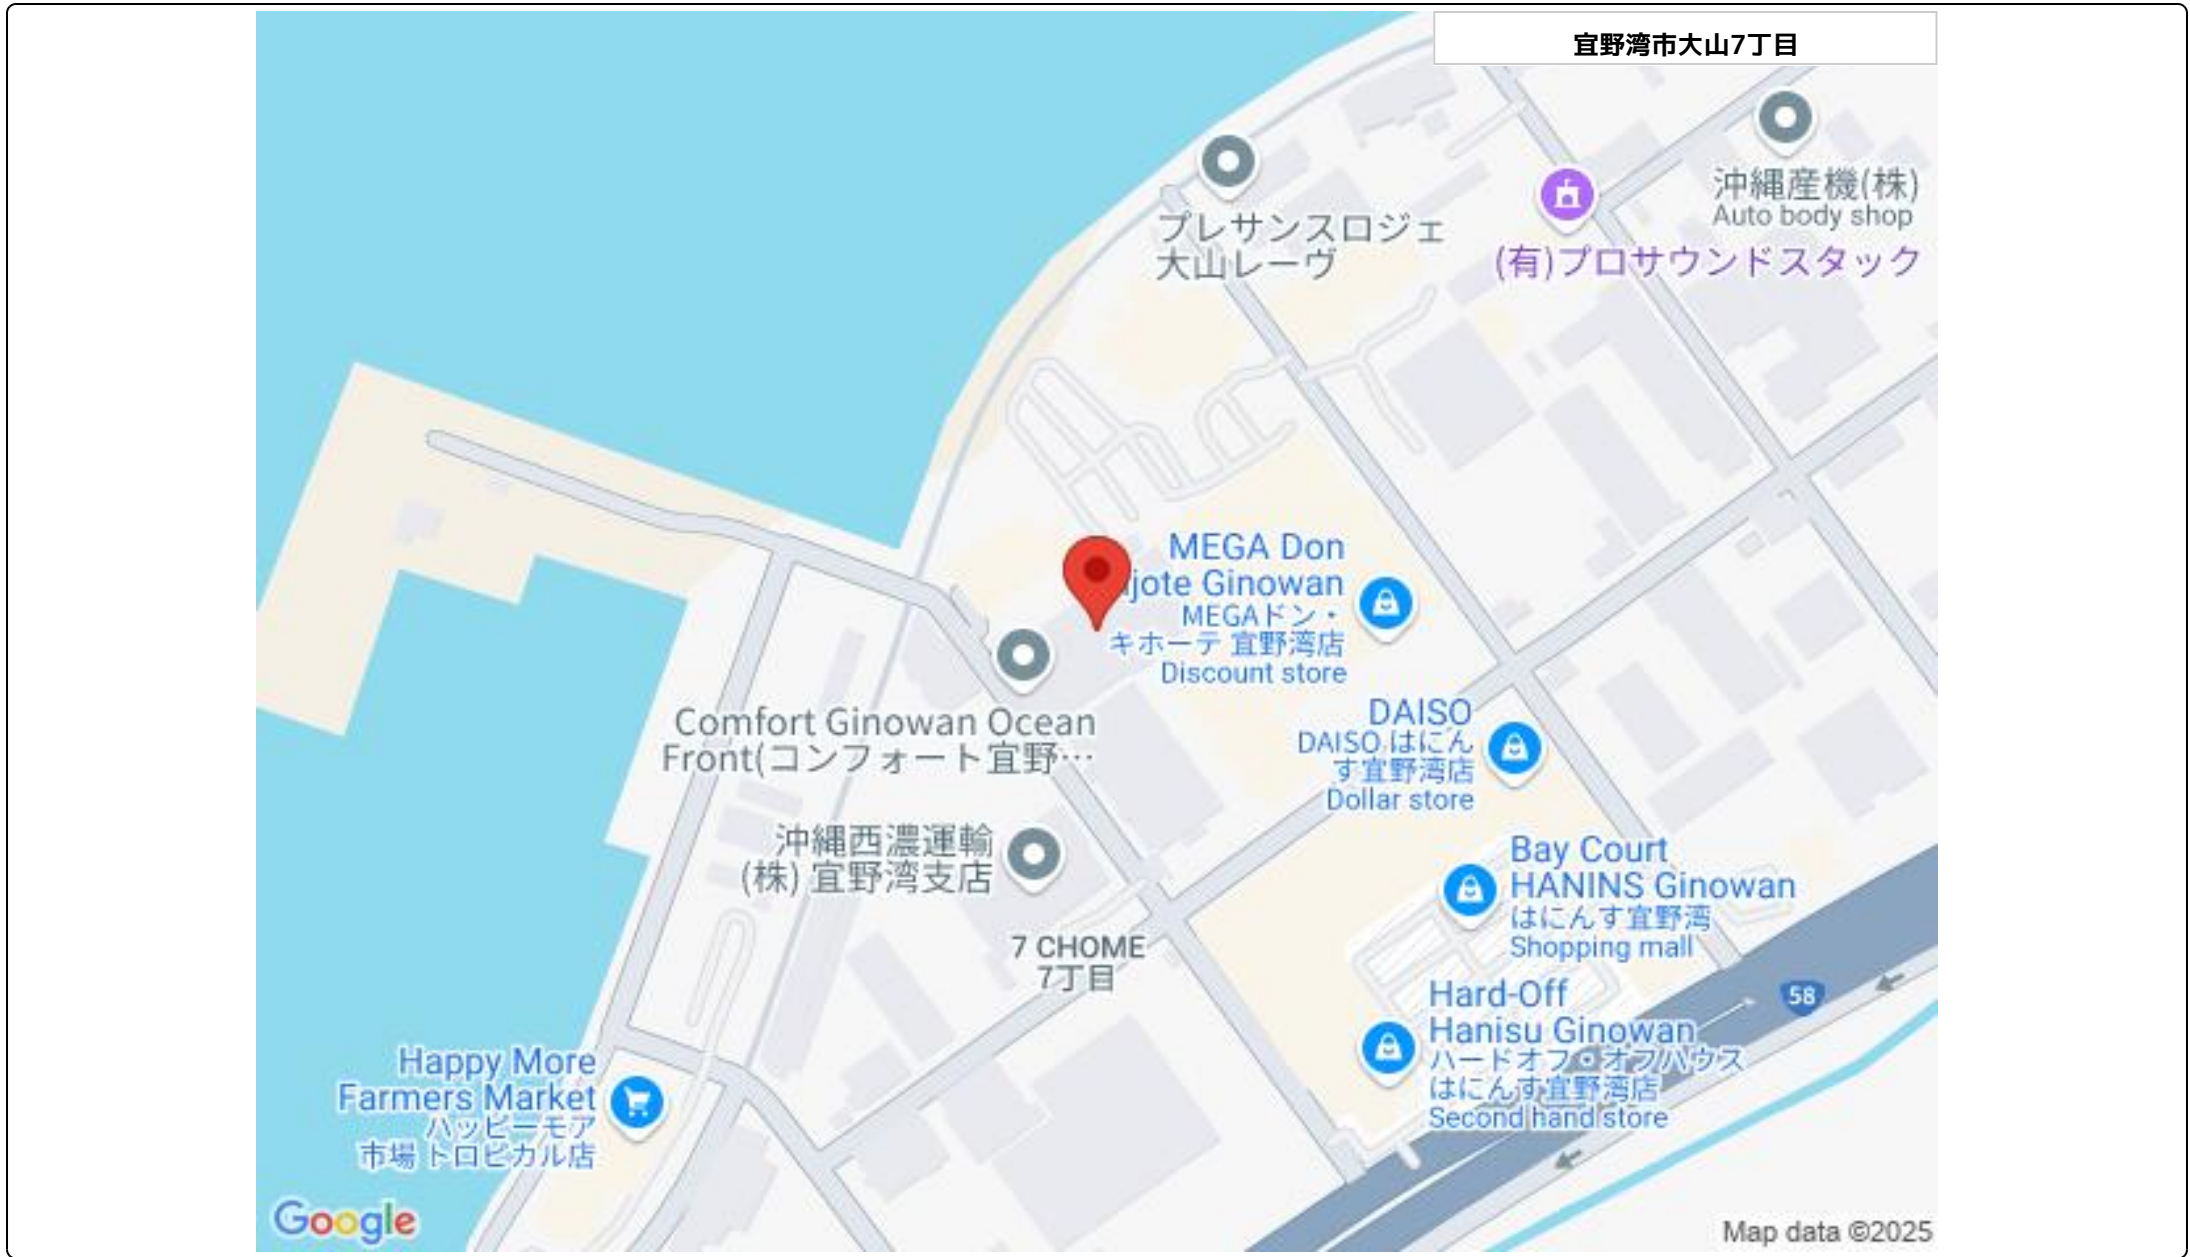 宜野湾市大山7丁目
沖縄産機(株)
Auto body shop
プレサンスロジェ
大山レーヴ
(有)プロサウンドスタック
MEGA Don
jote Ginowan
MEGAドン・
キホーテ 宜野湾店
Discount store
Comfort Ginowan Ocean
Front(コンフォート宜野…
DAISO
DAISO はにん
す宜野湾店
Dollar store
沖縄西濃運輸
(株) 宜野湾支店
Bay Court
HANINS Ginowan
はにんす宜野湾
Shopping mall
7 CHOME
7丁目
Hard-Off
Hanisu Ginowan
ハードオフ・オフハウス
はにんす宜野湾店
Second hand store
58
Happy More
Farmers Market
ハッピーモア
市場 トロピカル店
Google
Map data ©2025